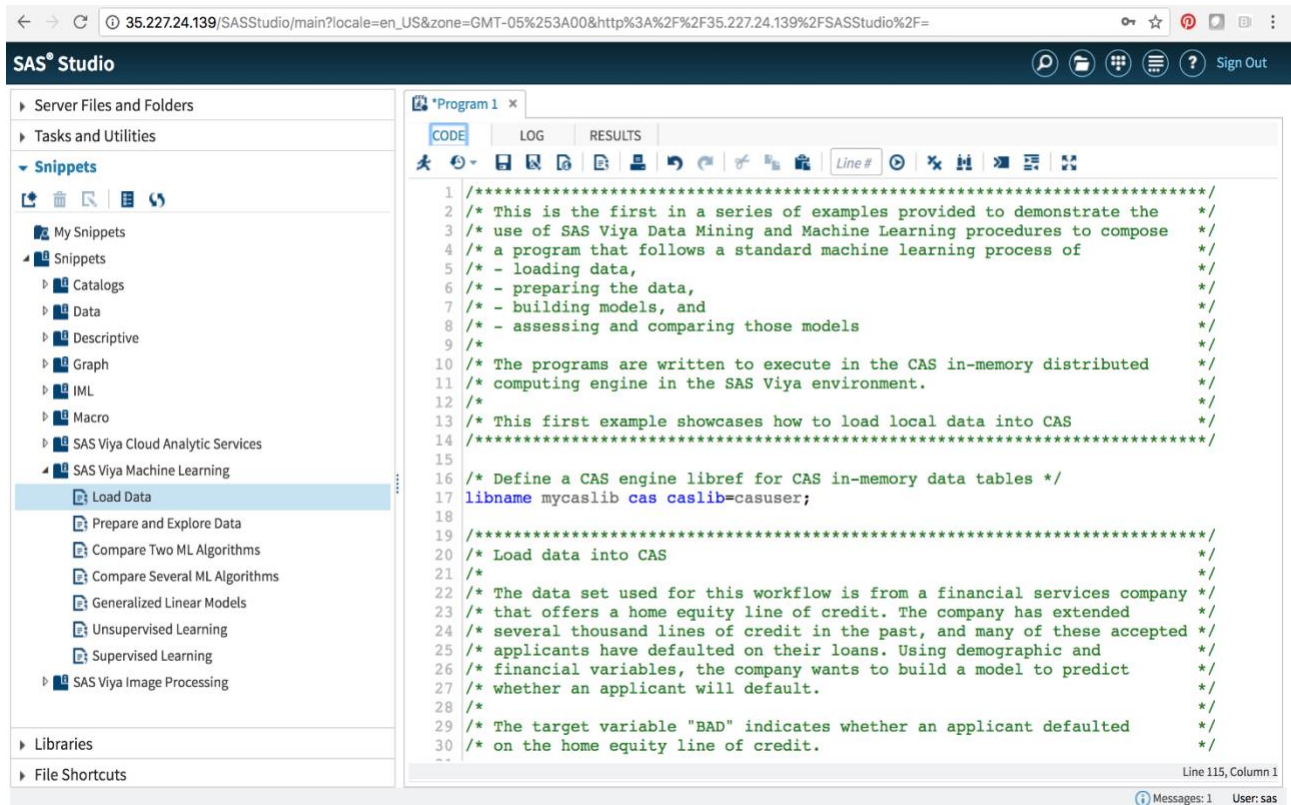 35.227.24.139/SASStudio/main?locale=en_US&zone=GMT-05%253A00&http%3A%2F%2F35.227.24.139%2FSASStudio%2F=
SAS® Studio
Sign Out
Server Files and Folders
Tasks and Utilities
Snippets
My Snippets
Snippets
Catalogs
Data
Descriptive
Graph
IML
Macro
SAS Viya Cloud Analytic Services
SAS Viya Machine Learning
Load Data
Prepare and Explore Data
Compare Two ML Algorithms
Compare Several ML Algorithms
Generalized Linear Models
Unsupervised Learning
Supervised Learning
SAS Viya Image Processing
Libraries
File Shortcuts
*Program 1 ×
CODE LOG RESULTS
Line #
1 /****************************************************************************/
2 /* This is the first in a series of examples provided to demonstrate the */
3 /* use of SAS Viya Data Mining and Machine Learning procedures to compose */
4 /* a program that follows a standard machine learning process of */
5 /* - loading data, */
6 /* - preparing the data, */
7 /* - building models, and */
8 /* - assessing and comparing those models */
9 /* */
10 /* The programs are written to execute in the CAS in-memory distributed */
11 /* computing engine in the SAS Viya environment. */
12 /* */
13 /* This first example showcases how to load local data into CAS */
14 /****************************************************************************/
15
16 /* Define a CAS engine libref for CAS in-memory data tables */
17 libname mycaslib cas caslib=casuser;
18
19 /****************************************************************************/
20 /* Load data into CAS */
21 /* */
22 /* The data set used for this workflow is from a financial services company */
23 /* that offers a home equity line of credit. The company has extended */
24 /* several thousand lines of credit in the past, and many of these accepted */
25 /* applicants have defaulted on their loans. Using demographic and */
26 /* financial variables, the company wants to build a model to predict */
27 /* whether an applicant will default. */
28 /* */
29 /* The target variable "BAD" indicates whether an applicant defaulted */
30 /* on the home equity line of credit. */
Line 115, Column 1
Messages: 1 User: sas